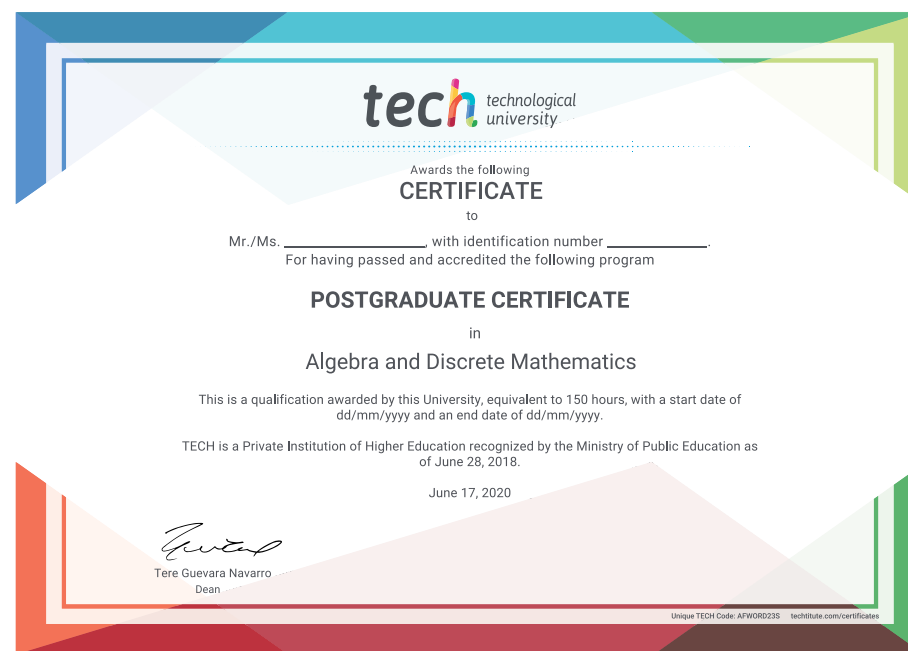 tech technological
university
Awards the following
CERTIFICATE
to
Mr./Ms. ____________, with identification number ____________.
For having passed and accredited the following program
POSTGRADUATE CERTIFICATE
in
Algebra and Discrete Mathematics
This is a qualification awarded by this University, equivalent to 150 hours, with a start date of
dd/mm/yyyy and an end date of dd/mm/yyyy.
TECH is a Private Institution of Higher Education recognized by the Ministry of Public Education as
of June 28, 2018.
June 17, 2020
Tere Guevara Navarro
Dean
Unique TECH Code: AFWORD23S techtitute.com/certificates